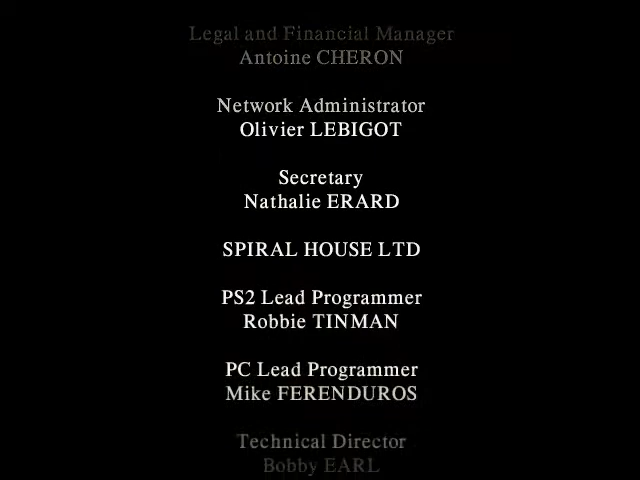 Legal and Financial Manager
Antoine CHERON
Network Administrator
Olivier LEBIGOT
Secretary
Nathalie ERARD
SPIRAL HOUSE LTD
PS2 Lead Programmer
Robbie TINMAN
PC Lead Programmer
Mike FERENDUROS
Technical Director
Bobby EARL